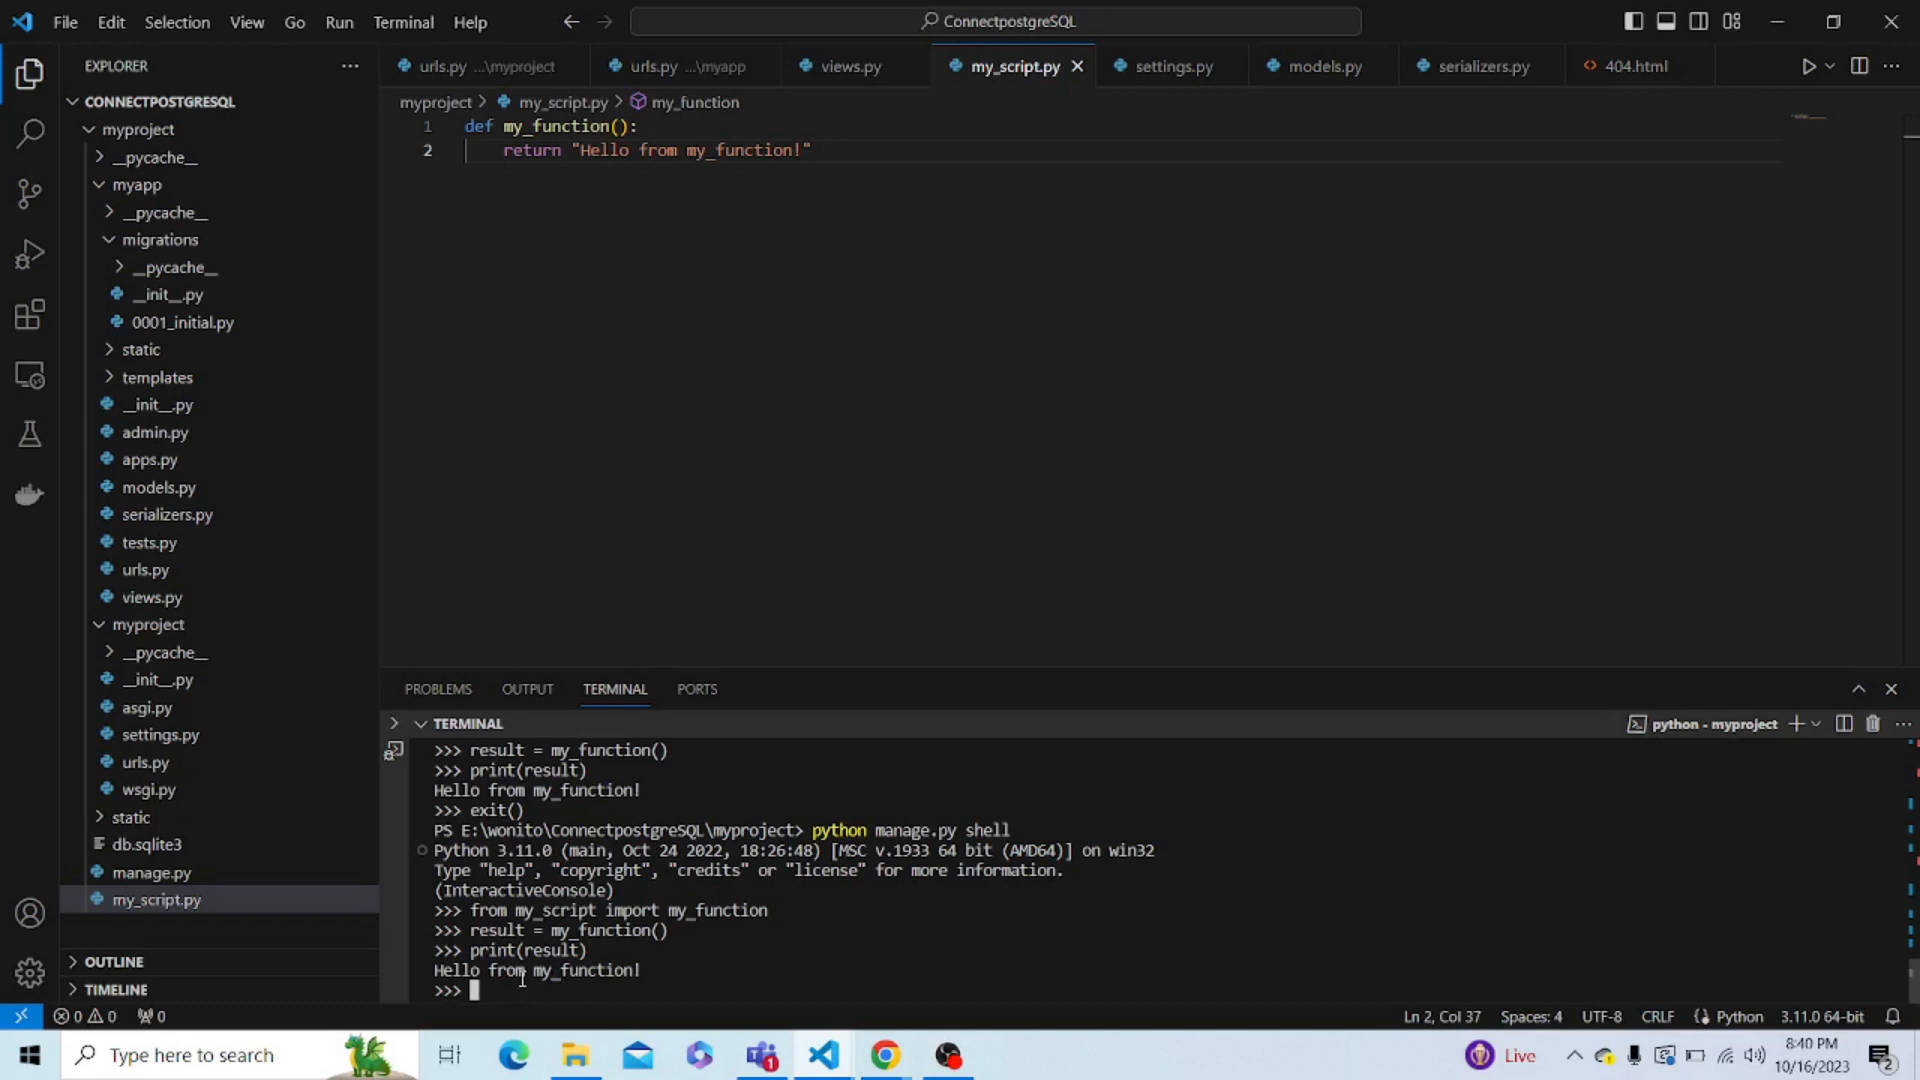 File Edit Selection View Go Run Terminal Help
ConnectpostgreSQL
EXPLORER
CONNECTPOSTGRESQL
myproject
__pycache__
myapp
__pycache__
migrations
__pycache__
__init__.py
0001_initial.py
static
templates
__init__.py
admin.py
apps.py
models.py
serializers.py
tests.py
urls.py
views.py
myproject
__pycache__
__init__.py
asgi.py
settings.py
urls.py
wsgi.py
static
db.sqlite3
manage.py
my_script.py
OUTLINE
TIMELINE
urls.py ...\myproject urls.py ...\myapp views.py my_script.py settings.py models.py serializers.py 404.html
myproject > my_script.py > my_function
1 def my_function():
2 return "Hello from my_function!"
PROBLEMS OUTPUT TERMINAL PORTS
TERMINAL
python - myproject
>>> result = my_function()
>>> print(result)
Hello from my_function!
>>> exit()
PS E:\wonito\ConnectpostgreSQL\myproject> python manage.py shell
Python 3.11.0 (main, Oct 24 2022, 18:26:48) [MSC v.1933 64 bit (AMD64)] on win32
Type "help", "copyright", "credits" or "license" for more information.
(InteractiveConsole)
>>> from my_script import my_function
>>> result = my_function()
>>> print(result)
Hello from my_function!
>>>
0 0 0 Ln 2, Col 37 Spaces: 4 UTF-8 CRLF Python 3.11.0 64-bit
Type here to search
1
Live
8:40 PM
10/16/2023
2